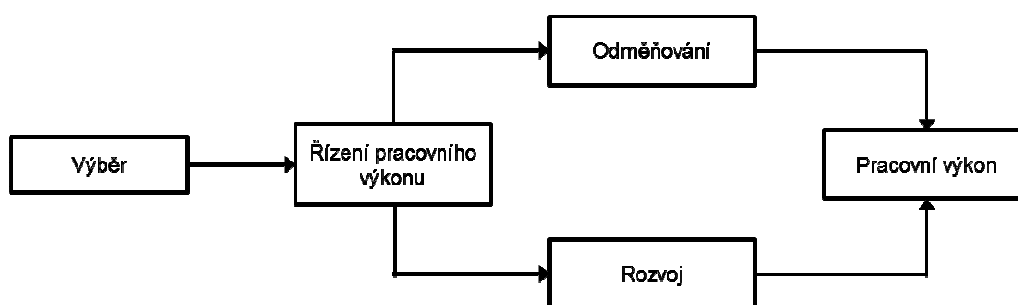 Odměňování
Výběr
Řízení pracovního
výkonu
Pracovní výkon
Rozvoj